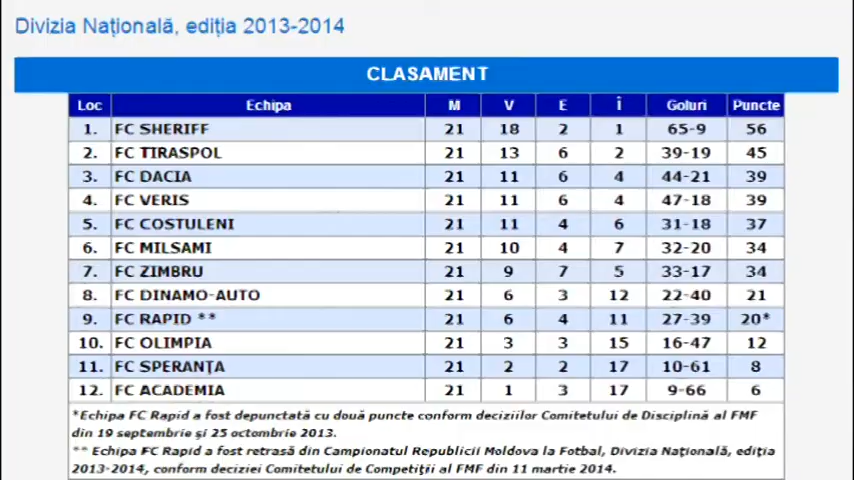 Divizia Națională, ediția 2013-2014
CLASAMENT
Loc Echipa M V E Î Goluri Puncte
1. FC SHERIFF 21 18 2 1 65-9 56
2. FC TIRASPOL 21 13 6 2 39-19 45
3. FC DACIA 21 11 6 4 44-21 39
4. FC VERIS 21 11 6 4 47-18 39
5. FC COSTULENI 21 11 4 6 31-18 37
6. FC MILSAMI 21 10 4 7 32-20 34
7. FC ZIMBRU 21 9 7 5 33-17 34
8. FC DINAMO-AUTO 21 6 3 12 22-40 21
9. FC RAPID ** 21 6 4 11 27-39 20*
10. FC OLIMPIA 21 3 3 15 16-47 12
11. FC SPERANȚA 21 2 2 17 10-61 8
12. FC ACADEMIA 21 1 3 17 9-66 6
*Echipa FC Rapid a fost depunctată cu două puncte conform deciziilor Comitetului de Disciplină al FMF
din 19 septembrie și 25 octombrie 2013.
** Echipa FC Rapid a fost retrasă din Campionatul Republicii Moldova la Fotbal, Divizia Națională, ediția
2013-2014, conform deciziei Comitetului de Competiții al FMF din 11 martie 2014.